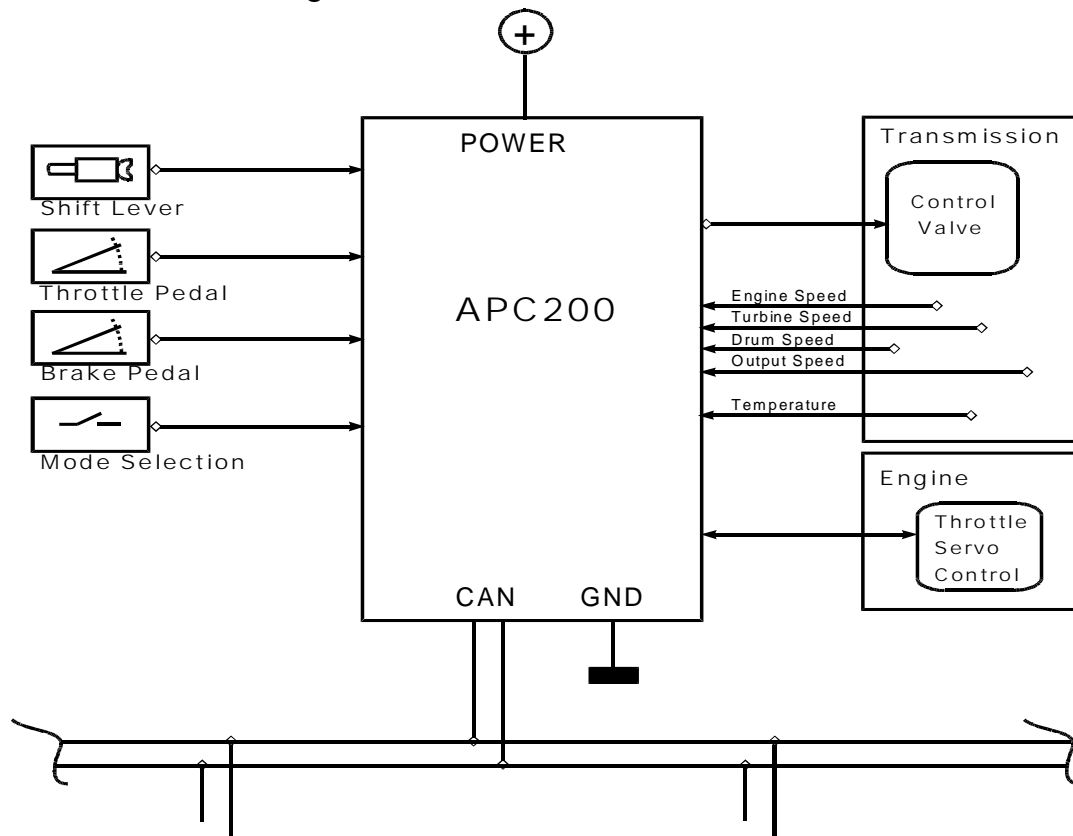 +
POWER
Transmission
Control
Valve
Shift Lever
Throttle Pedal
Brake Pedal
Mode Selection
APC200
Engine Speed
Turbine Speed
Drum Speed
Output Speed
Temperature
Engine
Throttle
Servo
Control
CAN
GND